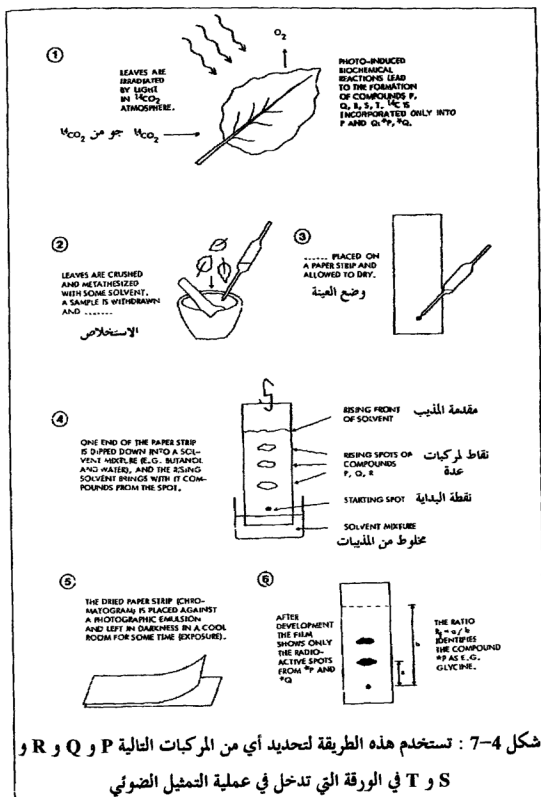 ①
LEAVES ARE
IRRADIATED
BY LIGHT
IN ¹⁴CO₂
ATMOSPHERE.
O₂
PHOTO-INDUCED
BIOCHEMICAL
REACTIONS LEAD
TO THE FORMATION
OF COMPOUNDS P,
Q, R, S, T. ¹⁴C IS
INCORPORATED ONLY INTO
P AND Q: *P, *Q.
¹⁴CO₂ جو من ¹⁴CO₂
②
LEAVES ARE CRUSHED
AND METATHESIZED
WITH SOME SOLVENT.
A SAMPLE IS WITHDRAWN
AND ........
الاستخلاص
③
...... PLACED ON
A PAPER STRIP AND
ALLOWED TO DRY.
وضع العينة
④
ONE END OF THE PAPER STRIP
IS DIPPED DOWN INTO A SOL-
VENT MIXTURE (E.G. BUTANOL
AND WATER), AND THE RISING
SOLVENT BRINGS WITH IT COM-
POUNDS FROM THE SPOT.
RISING FRONT
OF SOLVENT
مقدمة المذيب
RISING SPOTS OF
COMPOUNDS
P, Q, R
نقاط لمركبات
عدة
STARTING SPOT
نقطة البداية
SOLVENT MIXTURE
مخلوط من المذيبات
⑤
THE DRIED PAPER STRIP (CHRO-
MATOGRAM) IS PLACED AGAINST
A PHOTOGRAPHIC EMULSION
AND LEFT IN DARKNESS IN A COOL
ROOM FOR SOME TIME (EXPOSURE).
⑥
AFTER
DEVELOPMENT
THE FILM
SHOWS ONLY
THE RADIO-
ACTIVE SPOTS
FROM *P AND
*Q
a
b
THE RATIO
R_f = a / b
IDENTIFIES
THE COMPOUND
*P AS E.G.
GLYCINE.
شكل 4-7 : تستخدم هذه الطريقة لتحديد أي من المركبات التالية P و Q و R و
S و T في الورقة التي تدخل في عملية التمثيل الضوئي